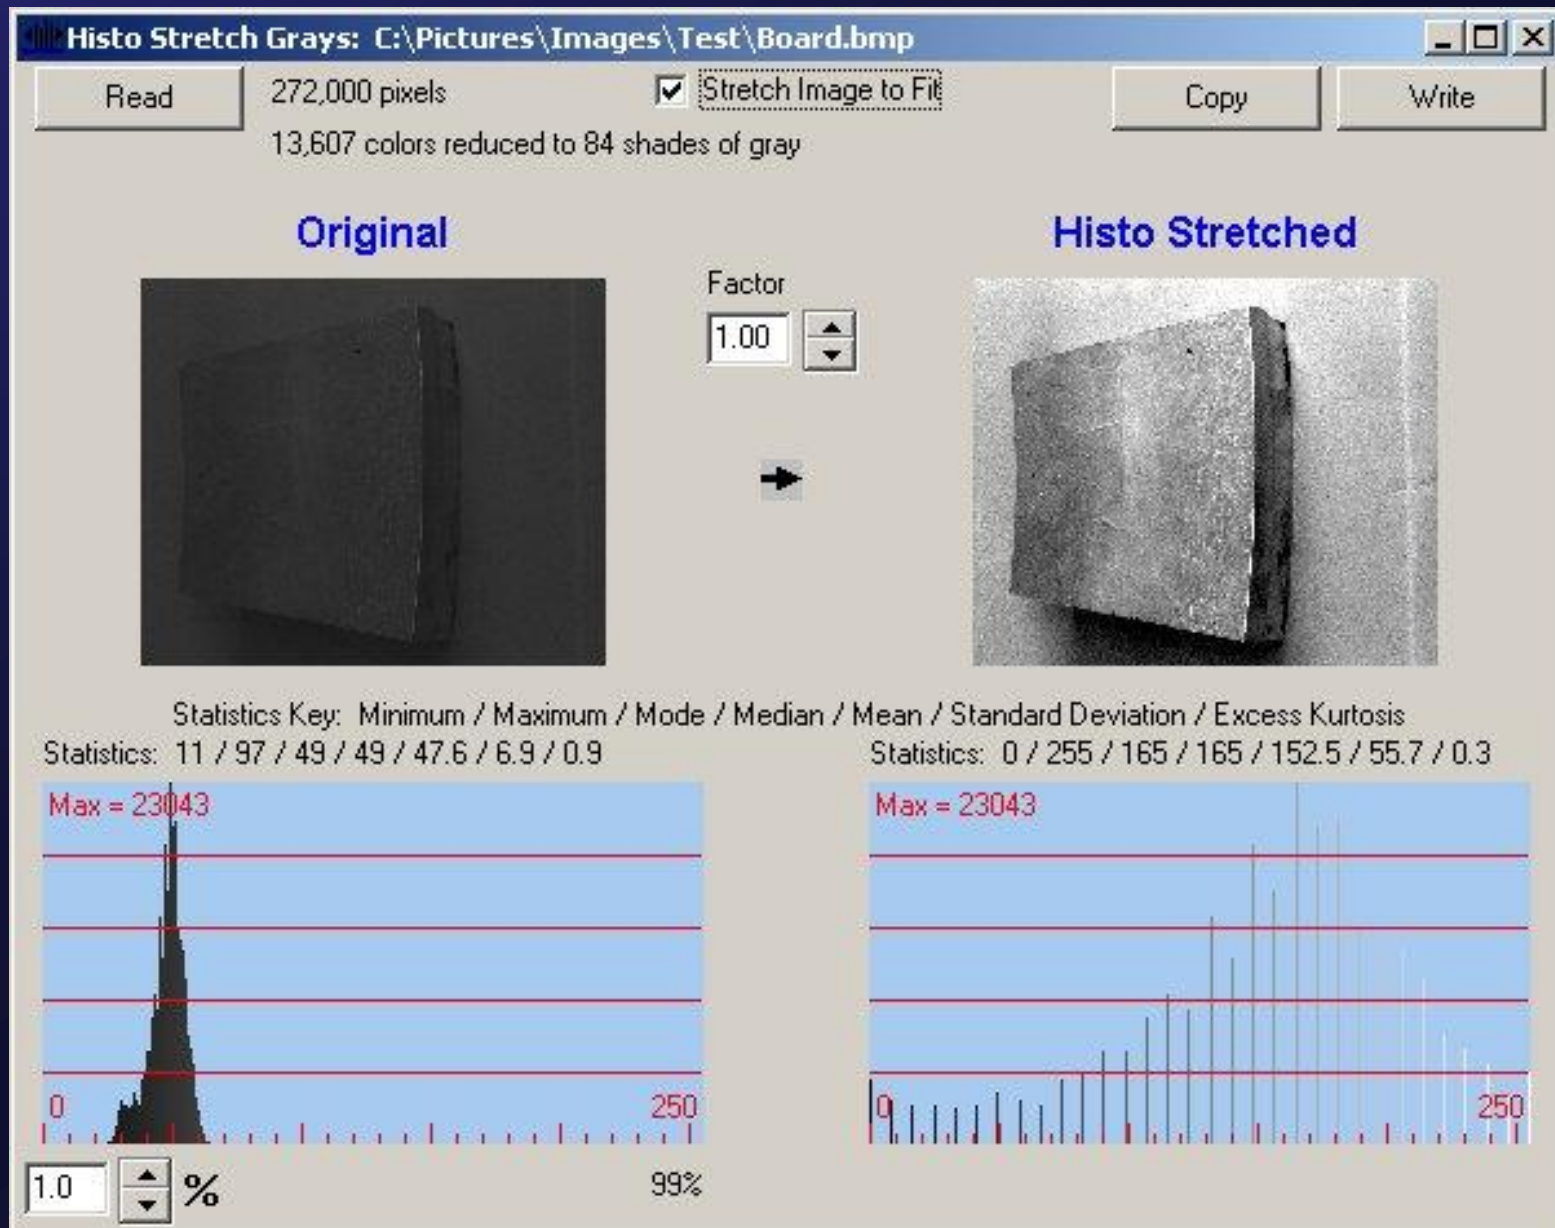 Histo Stretch Grays: C:\Pictures\Images\Test\Board.bmp
Read
272,000 pixels
Stretch Image to Fit
Copy
Write
13,607 colors reduced to 84 shades of gray
Original
Histo Stretched
Factor
1.00
Statistics Key: Minimum / Maximum / Mode / Median / Mean / Standard Deviation / Excess Kurtosis
Statistics: 11 / 97 / 49 / 49 / 47.6 / 6.9 / 0.9
Statistics: 0 / 255 / 165 / 165 / 152.5 / 55.7 / 0.3
Max = 23043
Max = 23043
0
250
0
250
1.0
%
99%